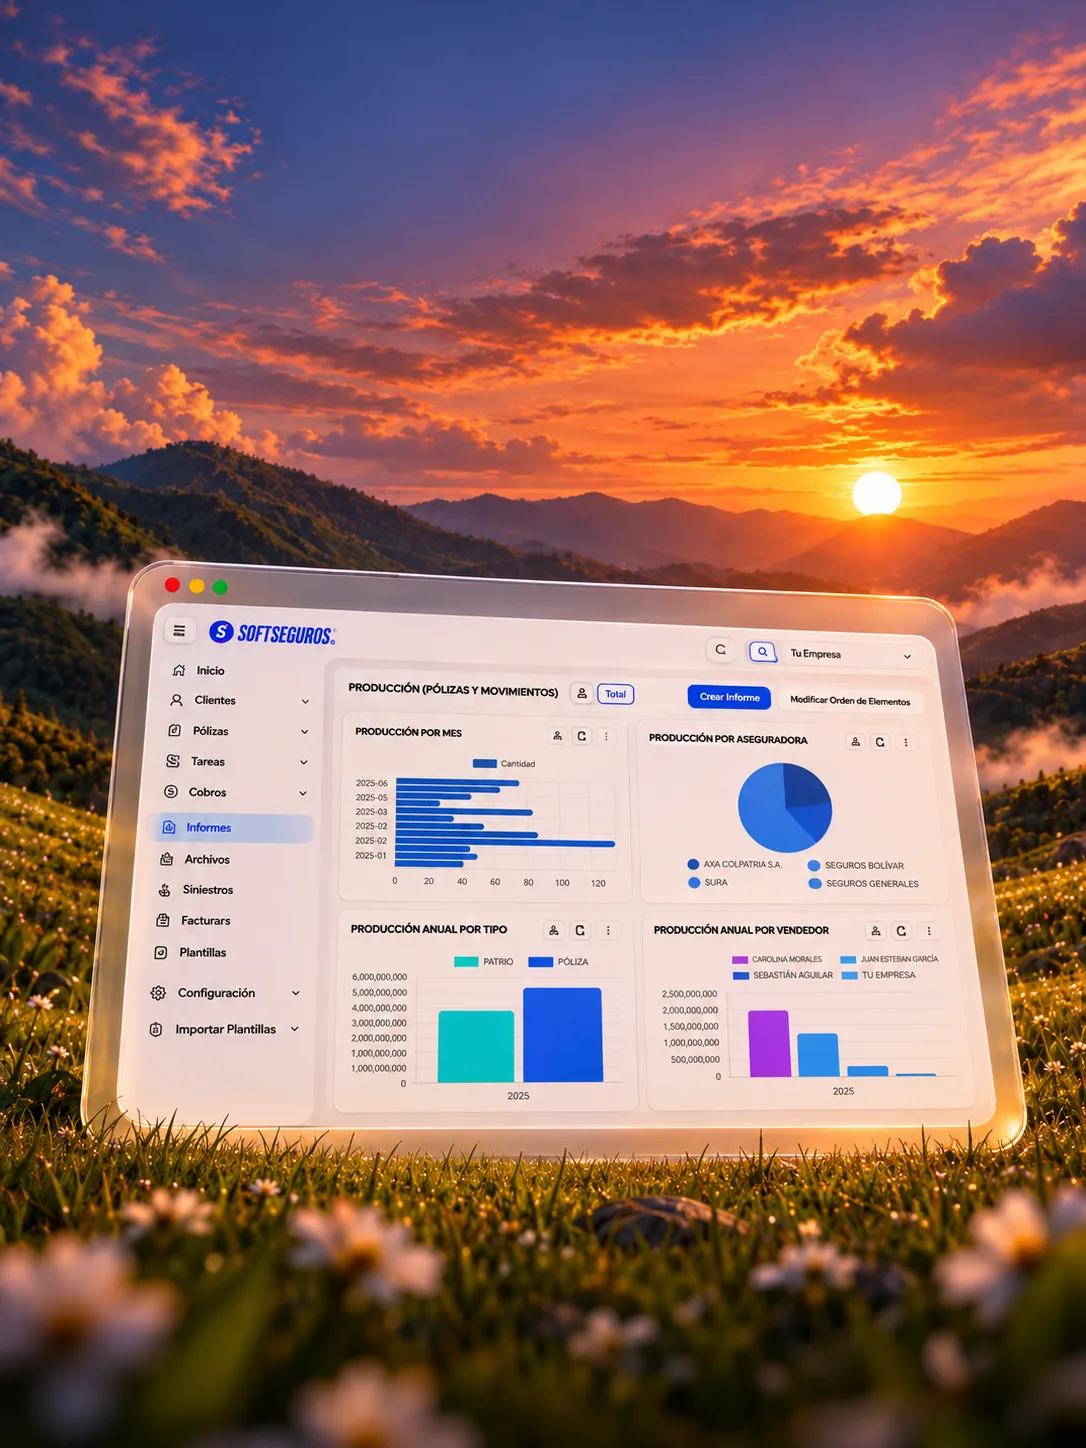 SOFTSEGUROS
Tu Empresa
Inicio
Clientes
Pólizas
Tareas
Cobros
Informes
Archivos
Siniestros
Facturars
Plantillas
Configuración
Importar Plantillas
PRODUCCIÓN (PÓLIZAS Y MOVIMIENTOS)
Total
Crear Informe
Modificar Orden de Elementos
PRODUCCIÓN POR MES
Cantidad
2025-06
2025-05
2025-03
2025-02
2025-02
2025-01
0 20 40 60 80 100 120
PRODUCCIÓN POR ASEGURADORA
AXA COLPATRIA S.A.
SEGUROS BOLÍVAR
SURA
SEGUROS GENERALES
PRODUCCIÓN ANUAL POR TIPO
PATRIO
PÓLIZA
6,000,000,000
5,000,000,000
4,000,000,000
3,000,000,000
2,000,000,000
1,000,000,000
1,000,000,000
0
2025
PRODUCCIÓN ANUAL POR VENDEDOR
CAROLINA MORALES
JUAN ESTEBAN GARCÍA
SEBASTIÁN AGUILAR
TU EMPRESA
2,500,000,000
2,000,000,000
1,500,000,000
1,000,000,000
500,000,000
0
2025